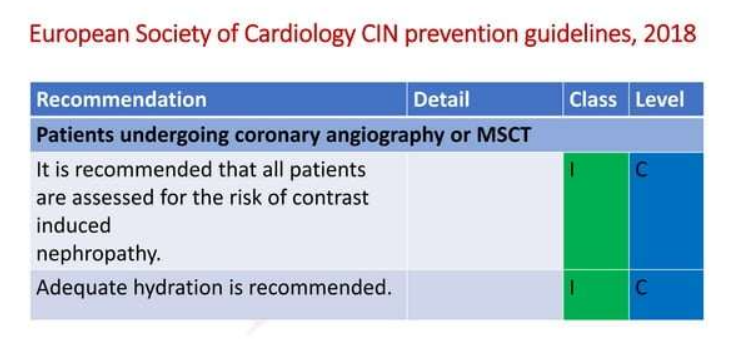 European Society of Cardiology CIN prevention guidelines, 2018
Recommendation Detail Class Level
Patients undergoing coronary angiography or MSCT
It is recommended that all patients I C
are assessed for the risk of contrast
induced
nephropathy.
Adequate hydration is recommended. I C